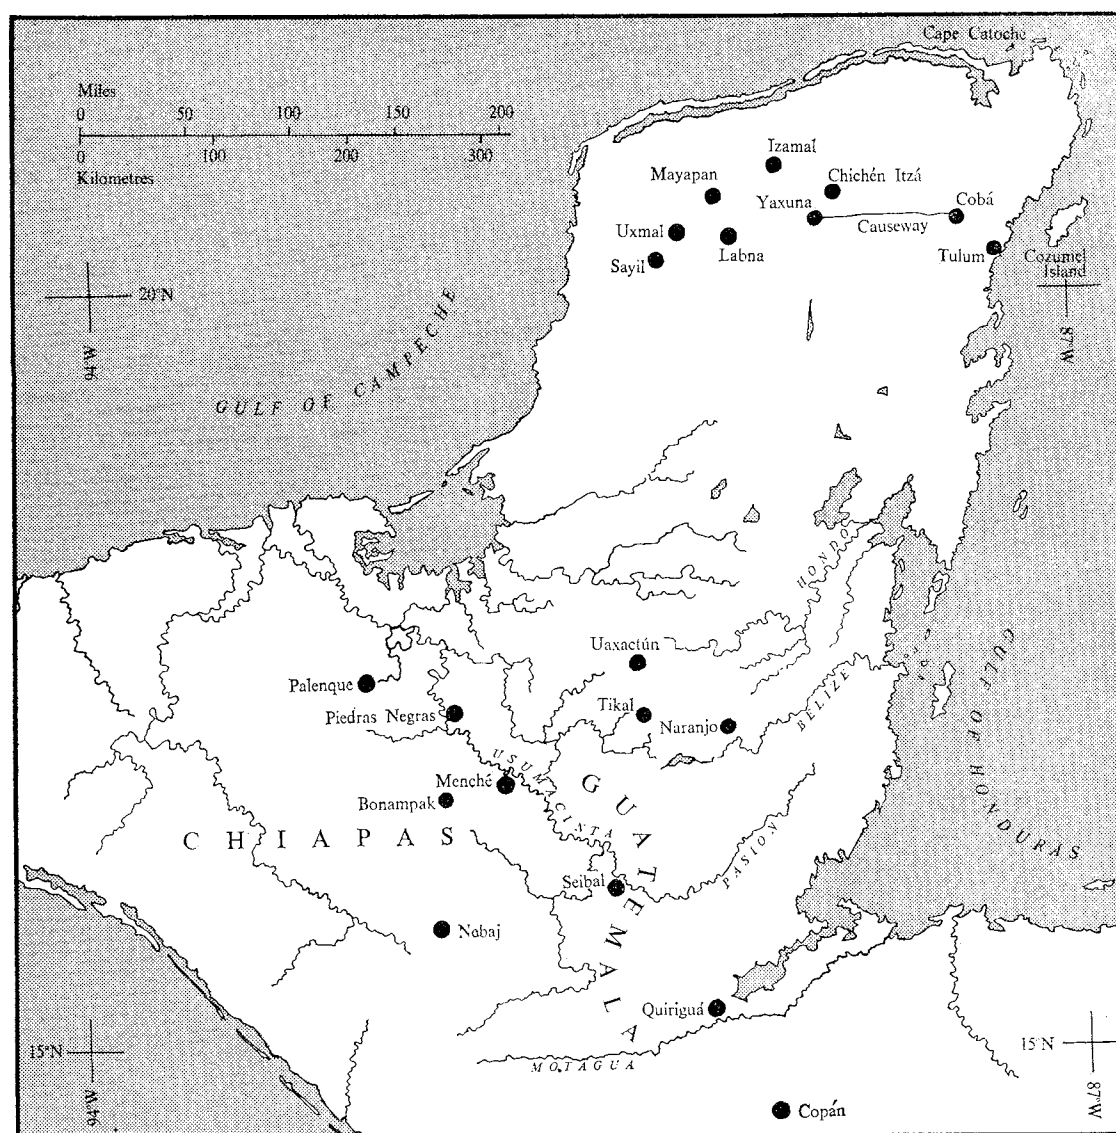 Cape Catoche
Miles
0 50 100 150 200
0 100 200 300
Kilometres
Izamal
Mayapan
Chichén Itzá
Yaxuna
Cobá
Causeway
Uxmal
Labna
Sayil
Tulum
Cozumel
Island
20°N
94°W
87°W
GULF OF CAMPECHE
HONDO
Uaxactún
Palenque
Tikal
Piedras Negras
Naranjo
BELIZE
GULF OF HONDURAS
USUMACINTA
Menché
Bonampak
GUATEMALA
CHIAPAS
PASION
Seibal
Nebaj
Quiriguá
15°N
15°N
MOTAGUA
94°W
87°W
Copán